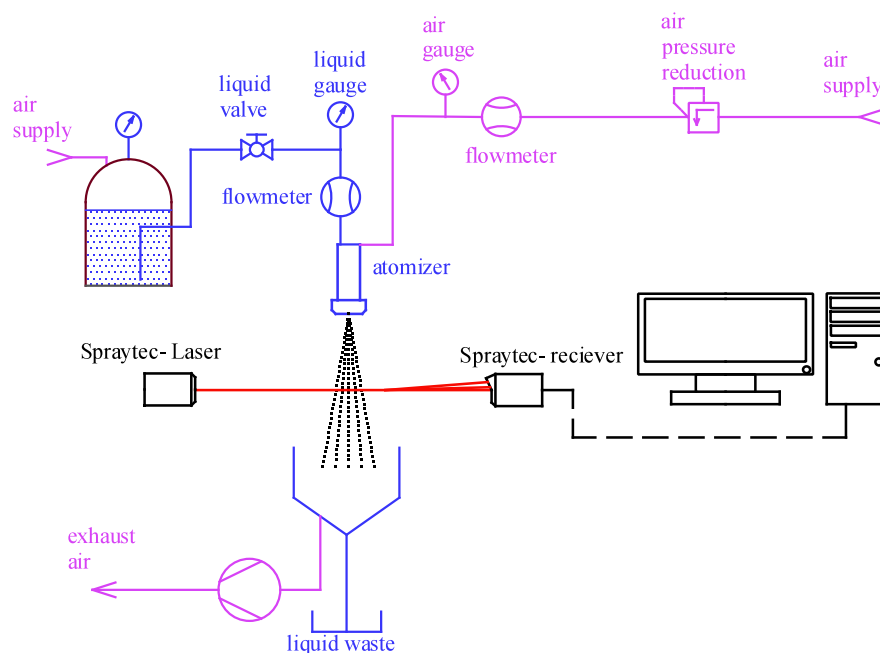 air
gauge
air
pressure
reduction
liquid
gauge
air
supply
liquid
valve
air
supply
flowmeter
flowmeter
atomizer
Spraytec- Laser
Spraytec- reciever
exhaust
air
liquid waste